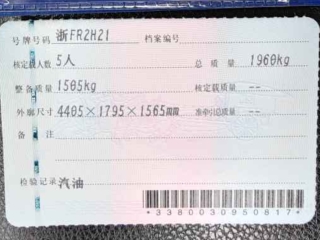 号牌号码 浙FR2H21 档案编号
核定载人数 5人 总质量 1960kg
整备质量 1505kg 核定载质量 --
外廓尺寸 4405×1795×1565mm 准牵引总质量 --
备注
检验记录 汽油
*3380030950817*